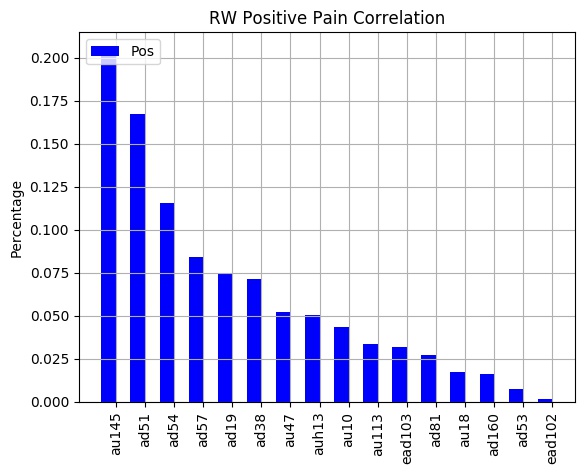 RW Positive Pain Correlation
Pos
Percentage
0.200
0.175
0.150
0.125
0.100
0.075
0.050
0.025
0.000
au145
ad51
ad54
ad57
ad19
ad38
au47
auh13
au10
au113
ead103
ad81
au18
ad160
ad53
ead102